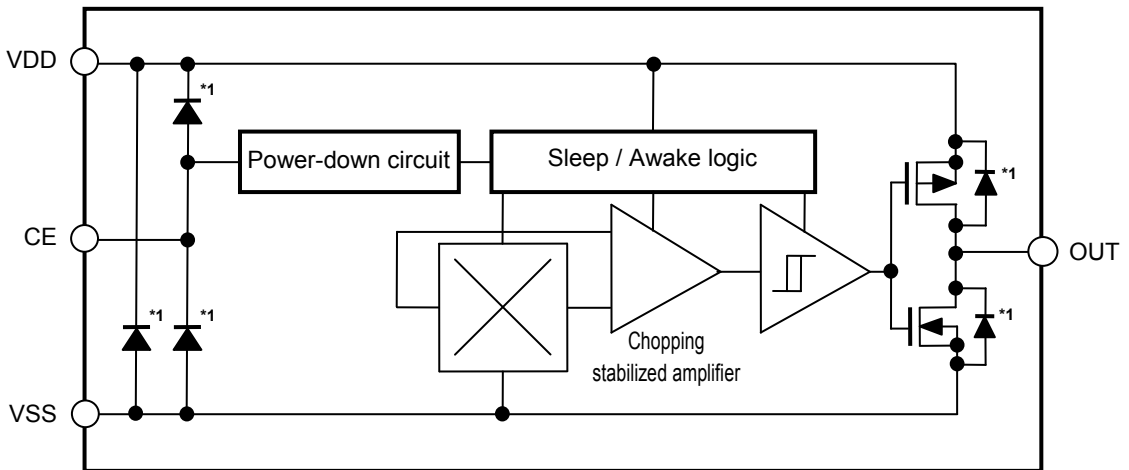 VDD
*1
Power-down circuit
Sleep / Awake logic
*1
CE
OUT
*1
*1
*1
Chopping
stabilized amplifier
VSS